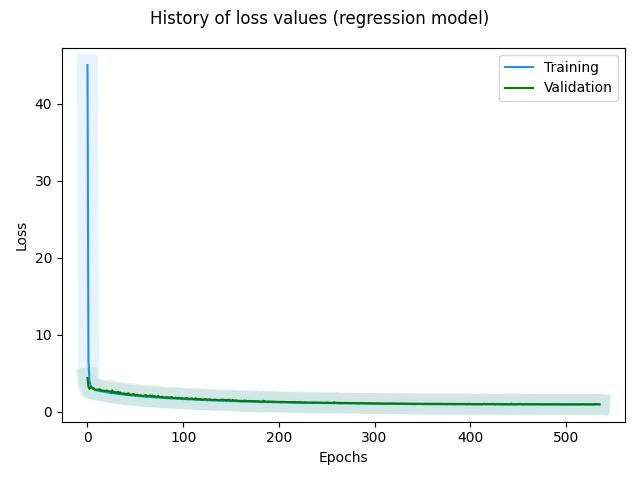 History of loss values (regression model)
Training
Validation
40
30
20
10
0
Loss
0 100 200 300 400 500
Epochs